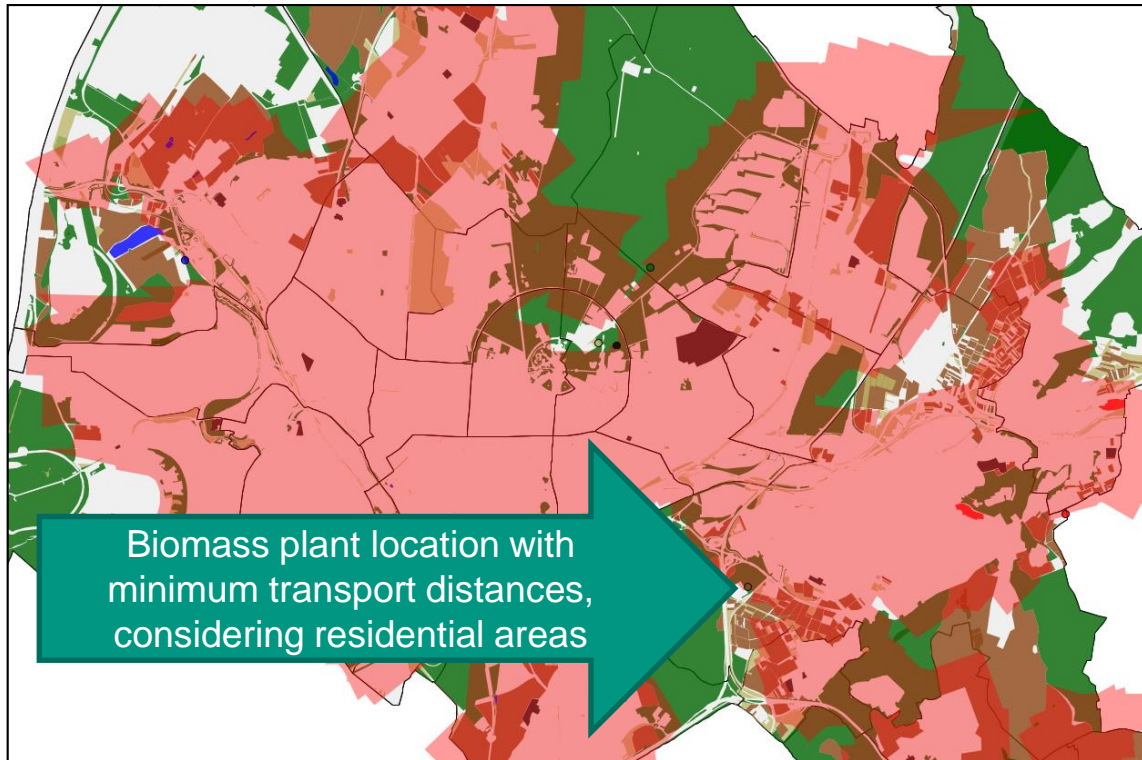 Biomass plant location with
minimum transport distances,
considering residential areas